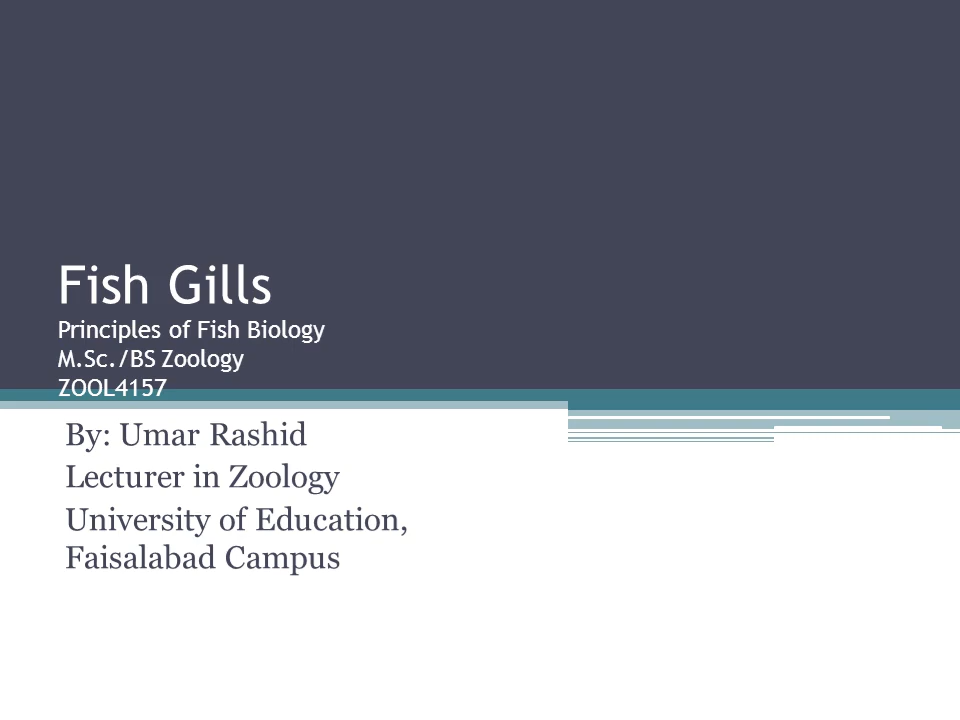 Fish Gills
Principles of Fish Biology
M.Sc./BS Zoology
ZOOL4157
By: Umar Rashid
Lecturer in Zoology
University of Education,
Faisalabad Campus